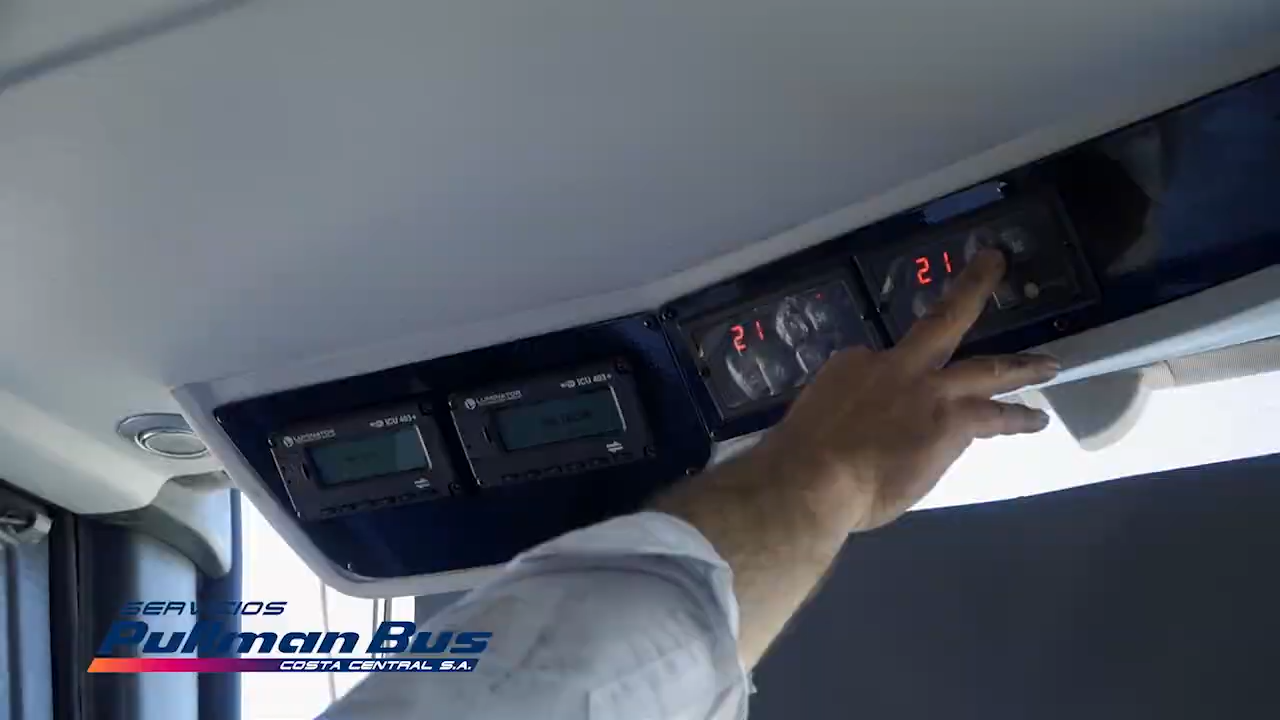 21
21
LUMINATOR
ICU 403+
LUMINATOR
ICU 403+
SERVICIOS
Pullman Bus
COSTA CENTRAL S.A.